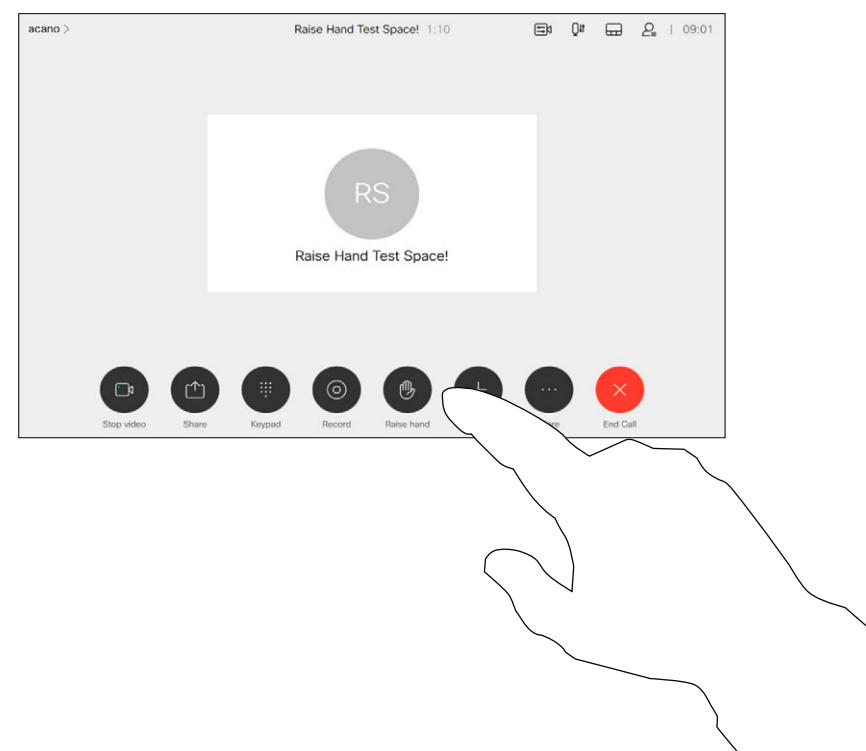 acano >
Raise Hand Test Space! 1:10
| 09:01
RS
Raise Hand Test Space!
Stop video
Share
Keypad
Record
Raise hand
End Call